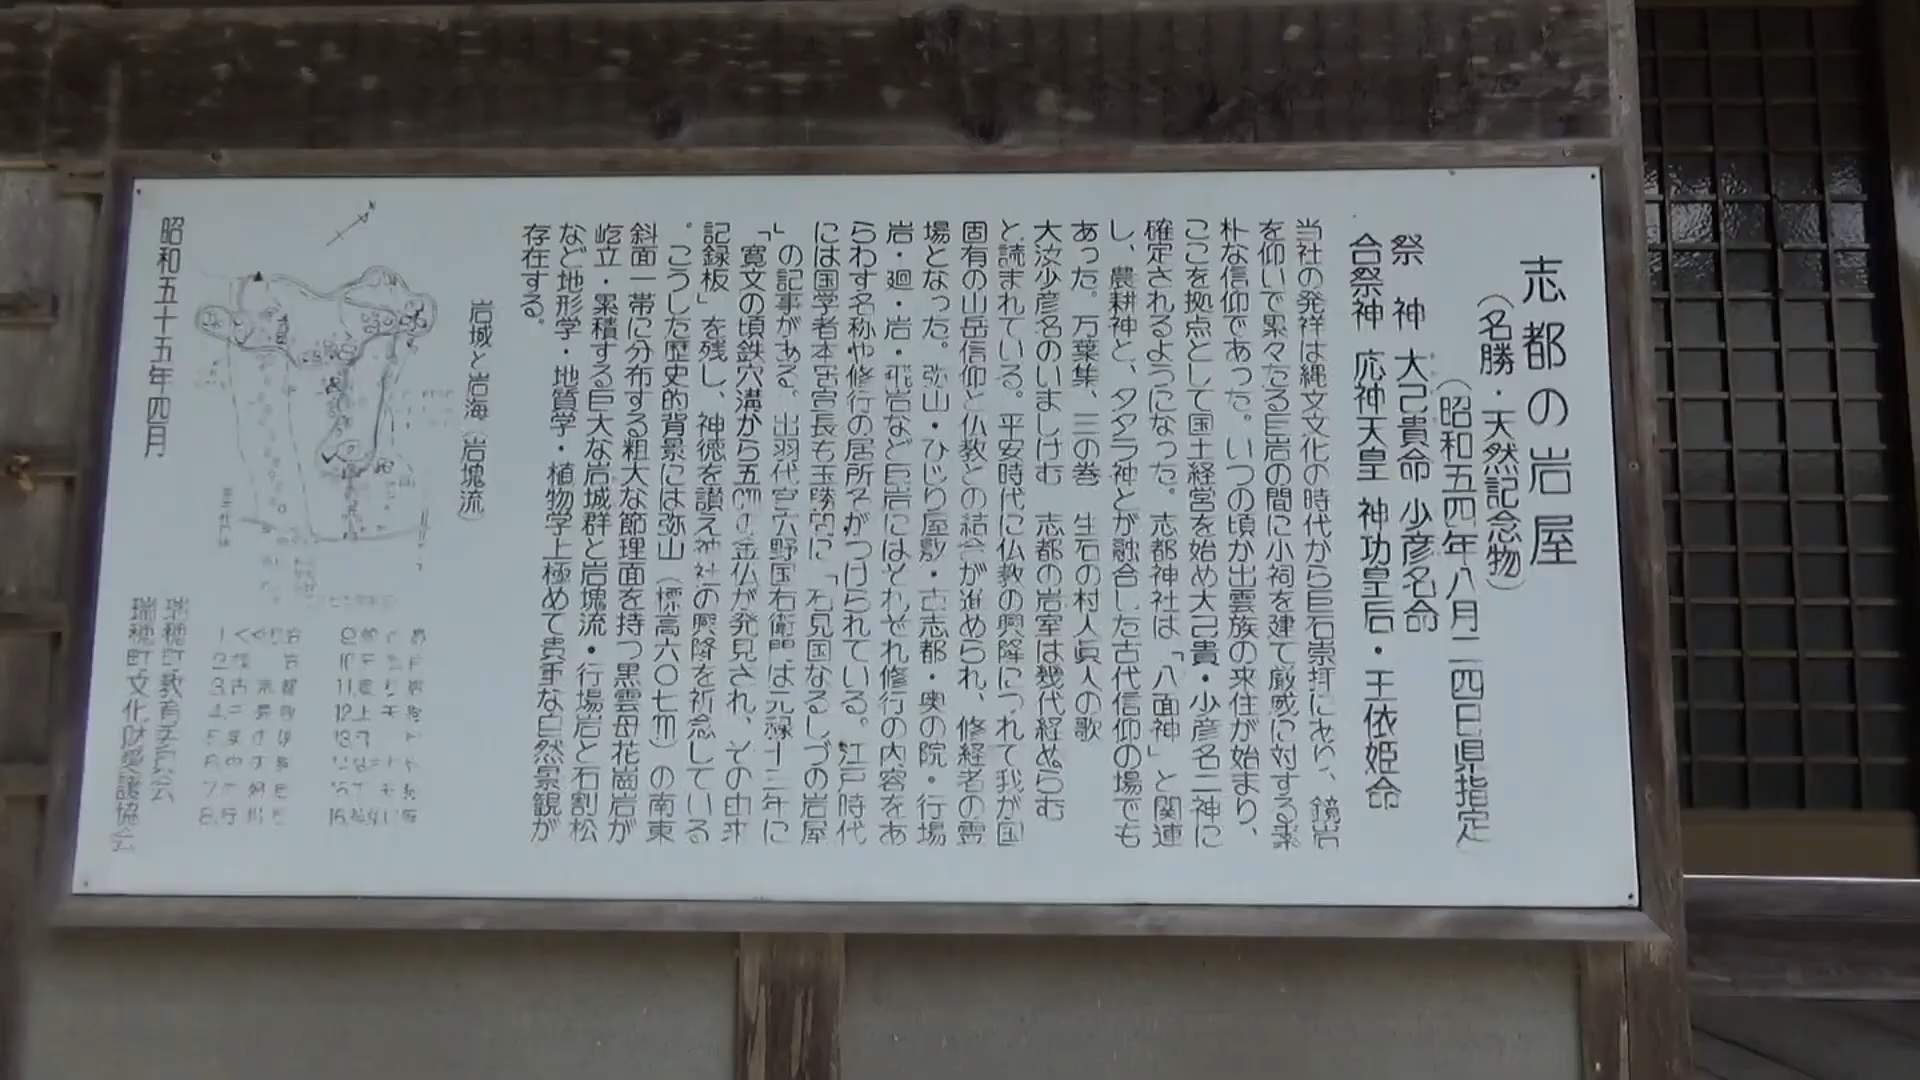 志都の岩屋
(名勝・天然記念物)
(昭和五四年八月二四日県指定)
祭神 大己貴命 少彦名命
合祭神 応神天皇 神功皇后・玉依姫命
当社の発祥は縄文文化の時代から巨石崇拝にあり、鏡岩
を仰いで累々たる巨岩の間に小祠を建て厳威に対する素
朴な信仰であった。いつの頃か出雲族の来住が始まり、
ここを拠点として国土経営を始め大己貴・少彦名二神に
確定されるようになった。志都神社は「八面神」と関連
し、農耕神と、タタラ神とが融合した古代信仰の場でも
あった。万葉集、三の巻 生石の村人真人の歌
大汝少彦名のいましけむ 志都の岩室は幾代経ぬらむ
と読まれている。平安時代に仏教の興隆につれて我が国
固有の山岳信仰と仏教との結合が進められ、修経者の霊
場となった。弥山・ひじり屋敷・古志都・奥の院・行場
岩・廻・岩・飛岩など巨岩にはそれぞれ修行の内容をあ
らわす名称や修行の居所名がつけられている。江戸時代
には国学者本居宣長も玉勝間に「石見国なるしづの岩屋
」の記事がある。出羽代官穴野国右衛門は元禄十三年に
「寛文の頃鉄穴溝から五cmの金仏が発見され、その由来
記録板」を残し、神徳を讃え神社の興隆を祈念している
。こうした歴史的背景には弥山(標高六〇七m)の南東
斜面一帯に分布する粗大な節理面を持つ黒雲母花崗岩が
屹立・累積する巨大な岩城群と岩塊流・行場岩と石割松
など地形学・地質学・植物学上極めて貴重な自然景観が
存在する。
岩城と岩海(岩塊流)
昭和五十五年四月
瑞穂町教育委員会
瑞穂町文化財愛護協会